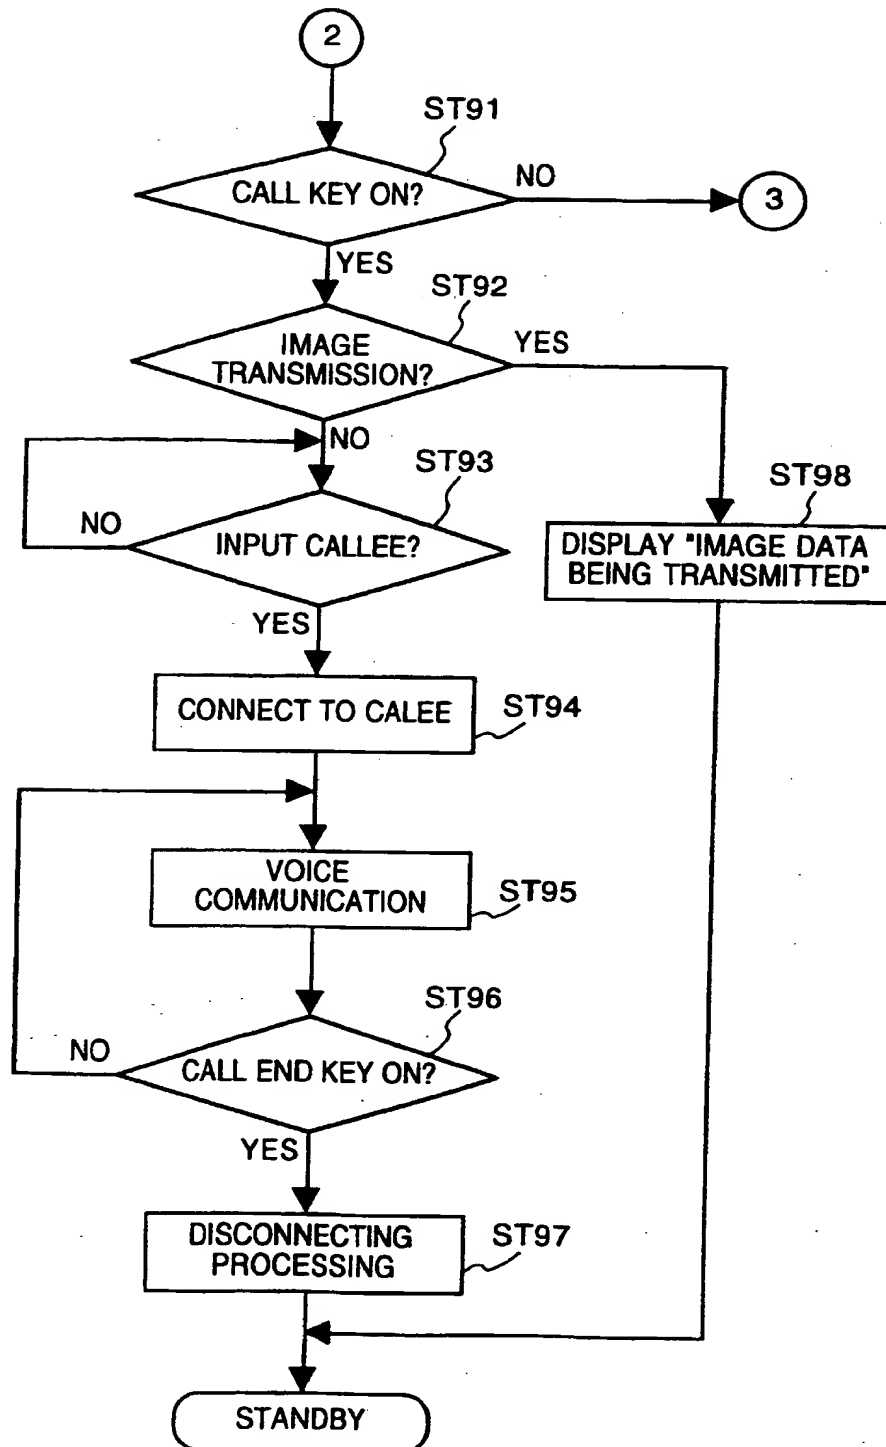 2
ST91
CALL KEY ON?
NO
3
YES
ST92
IMAGE
TRANSMISSION?
YES
NO
ST93
NO
INPUT CALLEE?
ST98
DISPLAY "IMAGE DATA
BEING TRANSMITTED"
YES
CONNECT TO CALEE
ST94
VOICE
COMMUNICATION
ST95
ST96
NO
CALL END KEY ON?
YES
DISCONNECTING
PROCESSING
ST97
STANDBY